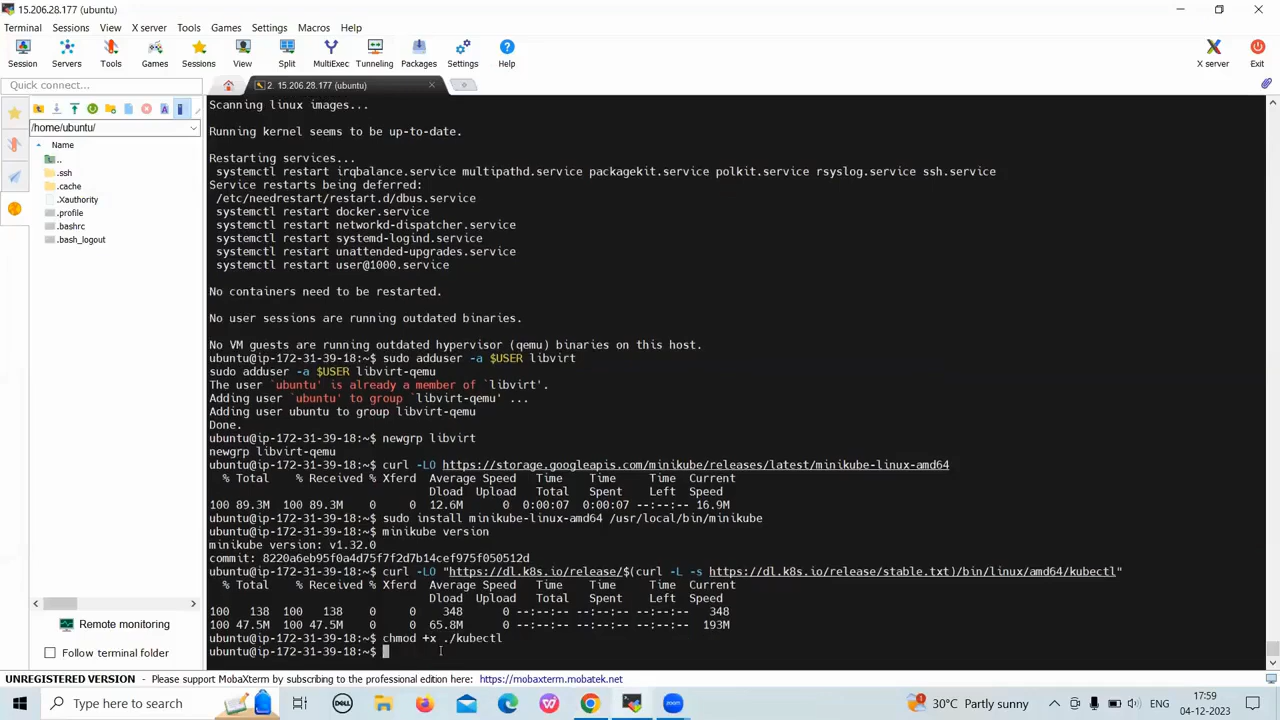 15.206.28.177 (ubuntu)
Terminal Sessions View X server Tools Games Settings Macros Help
Session Servers Tools Games Sessions View Split MultiExec Tunneling Packages Settings Help X server Exit
Quick connect...
2. 15.206.28.177 (ubuntu)
/home/ubuntu/
Name
..
.ssh
.cache
.Xauthority
.profile
.bashrc
.bash_logout
Remote monitoring
Follow terminal folder
Scanning linux images...
Running kernel seems to be up-to-date.
Restarting services...
systemctl restart irqbalance.service multipathd.service packagekit.service polkit.service rsyslog.service ssh.service
Service restarts being deferred:
/etc/needrestart/restart.d/dbus.service
systemctl restart docker.service
systemctl restart networkd-dispatcher.service
systemctl restart systemd-logind.service
systemctl restart unattended-upgrades.service
systemctl restart user@1000.service
No containers need to be restarted.
No user sessions are running outdated binaries.
No VM guests are running outdated hypervisor (qemu) binaries on this host.
ubuntu@ip-172-31-39-18:~$ sudo adduser -a $USER libvirt
sudo adduser -a $USER libvirt-qemu
The user `ubuntu' is already a member of `libvirt'.
Adding user `ubuntu' to group `libvirt-qemu' ...
Adding user ubuntu to group libvirt-qemu
Done.
ubuntu@ip-172-31-39-18:~$ newgrp libvirt
newgrp libvirt-qemu
ubuntu@ip-172-31-39-18:~$ curl -LO https://storage.googleapis.com/minikube/releases/latest/minikube-linux-amd64
% Total % Received % Xferd Average Speed Time Time Time Current
Dload Upload Total Spent Left Speed
100 89.3M 100 89.3M 0 0 12.6M 0 0:00:07 0:00:07 --:--:-- 16.9M
ubuntu@ip-172-31-39-18:~$ sudo install minikube-linux-amd64 /usr/local/bin/minikube
ubuntu@ip-172-31-39-18:~$ minikube version
minikube version: v1.32.0
commit: 8220a6eb95f0a4d75f7f2d7b14cef975f050512d
ubuntu@ip-172-31-39-18:~$ curl -LO "https://dl.k8s.io/release/$(curl -L -s https://dl.k8s.io/release/stable.txt)/bin/linux/amd64/kubectl"
% Total % Received % Xferd Average Speed Time Time Time Current
Dload Upload Total Spent Left Speed
100 138 100 138 0 0 348 0 --:--:-- --:--:-- --:--:-- 348
100 47.5M 100 47.5M 0 0 65.8M 0 --:--:-- --:--:-- --:--:-- 193M
ubuntu@ip-172-31-39-18:~$ chmod +x ./kubectl
ubuntu@ip-172-31-39-18:~$
UNREGISTERED VERSION - Please support MobaXterm by subscribing to the professional edition here: https://mobaxterm.mobatek.net
Type here to search
DELL
zoom
30°C Partly sunny
ENG
17:59
04-12-2023